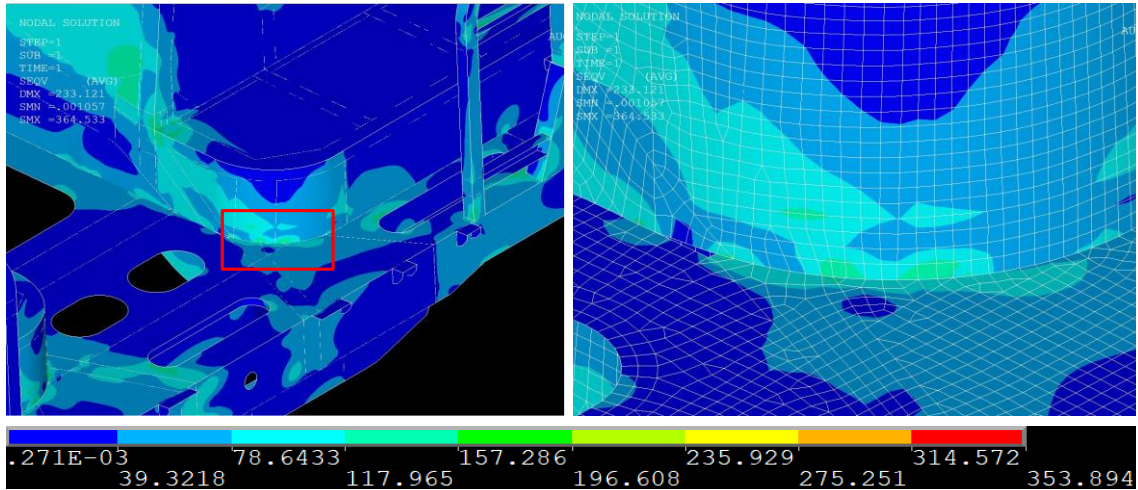 NODAL SOLUTION
STEP=1
SUB =1
TIME=1
SEQV (AVG)
DMX =233.121
SMN =.001057
SMX =364.533
AU
NODAL SOLUTION
STEP=1
SUB =1
TIME=1
SEQV (AVG)
DMX =233.121
SMN =.001057
SMX =364.533
AU
.271E-03 78.6433 157.286 235.929 314.572
39.3218 117.965 196.608 275.251 353.894